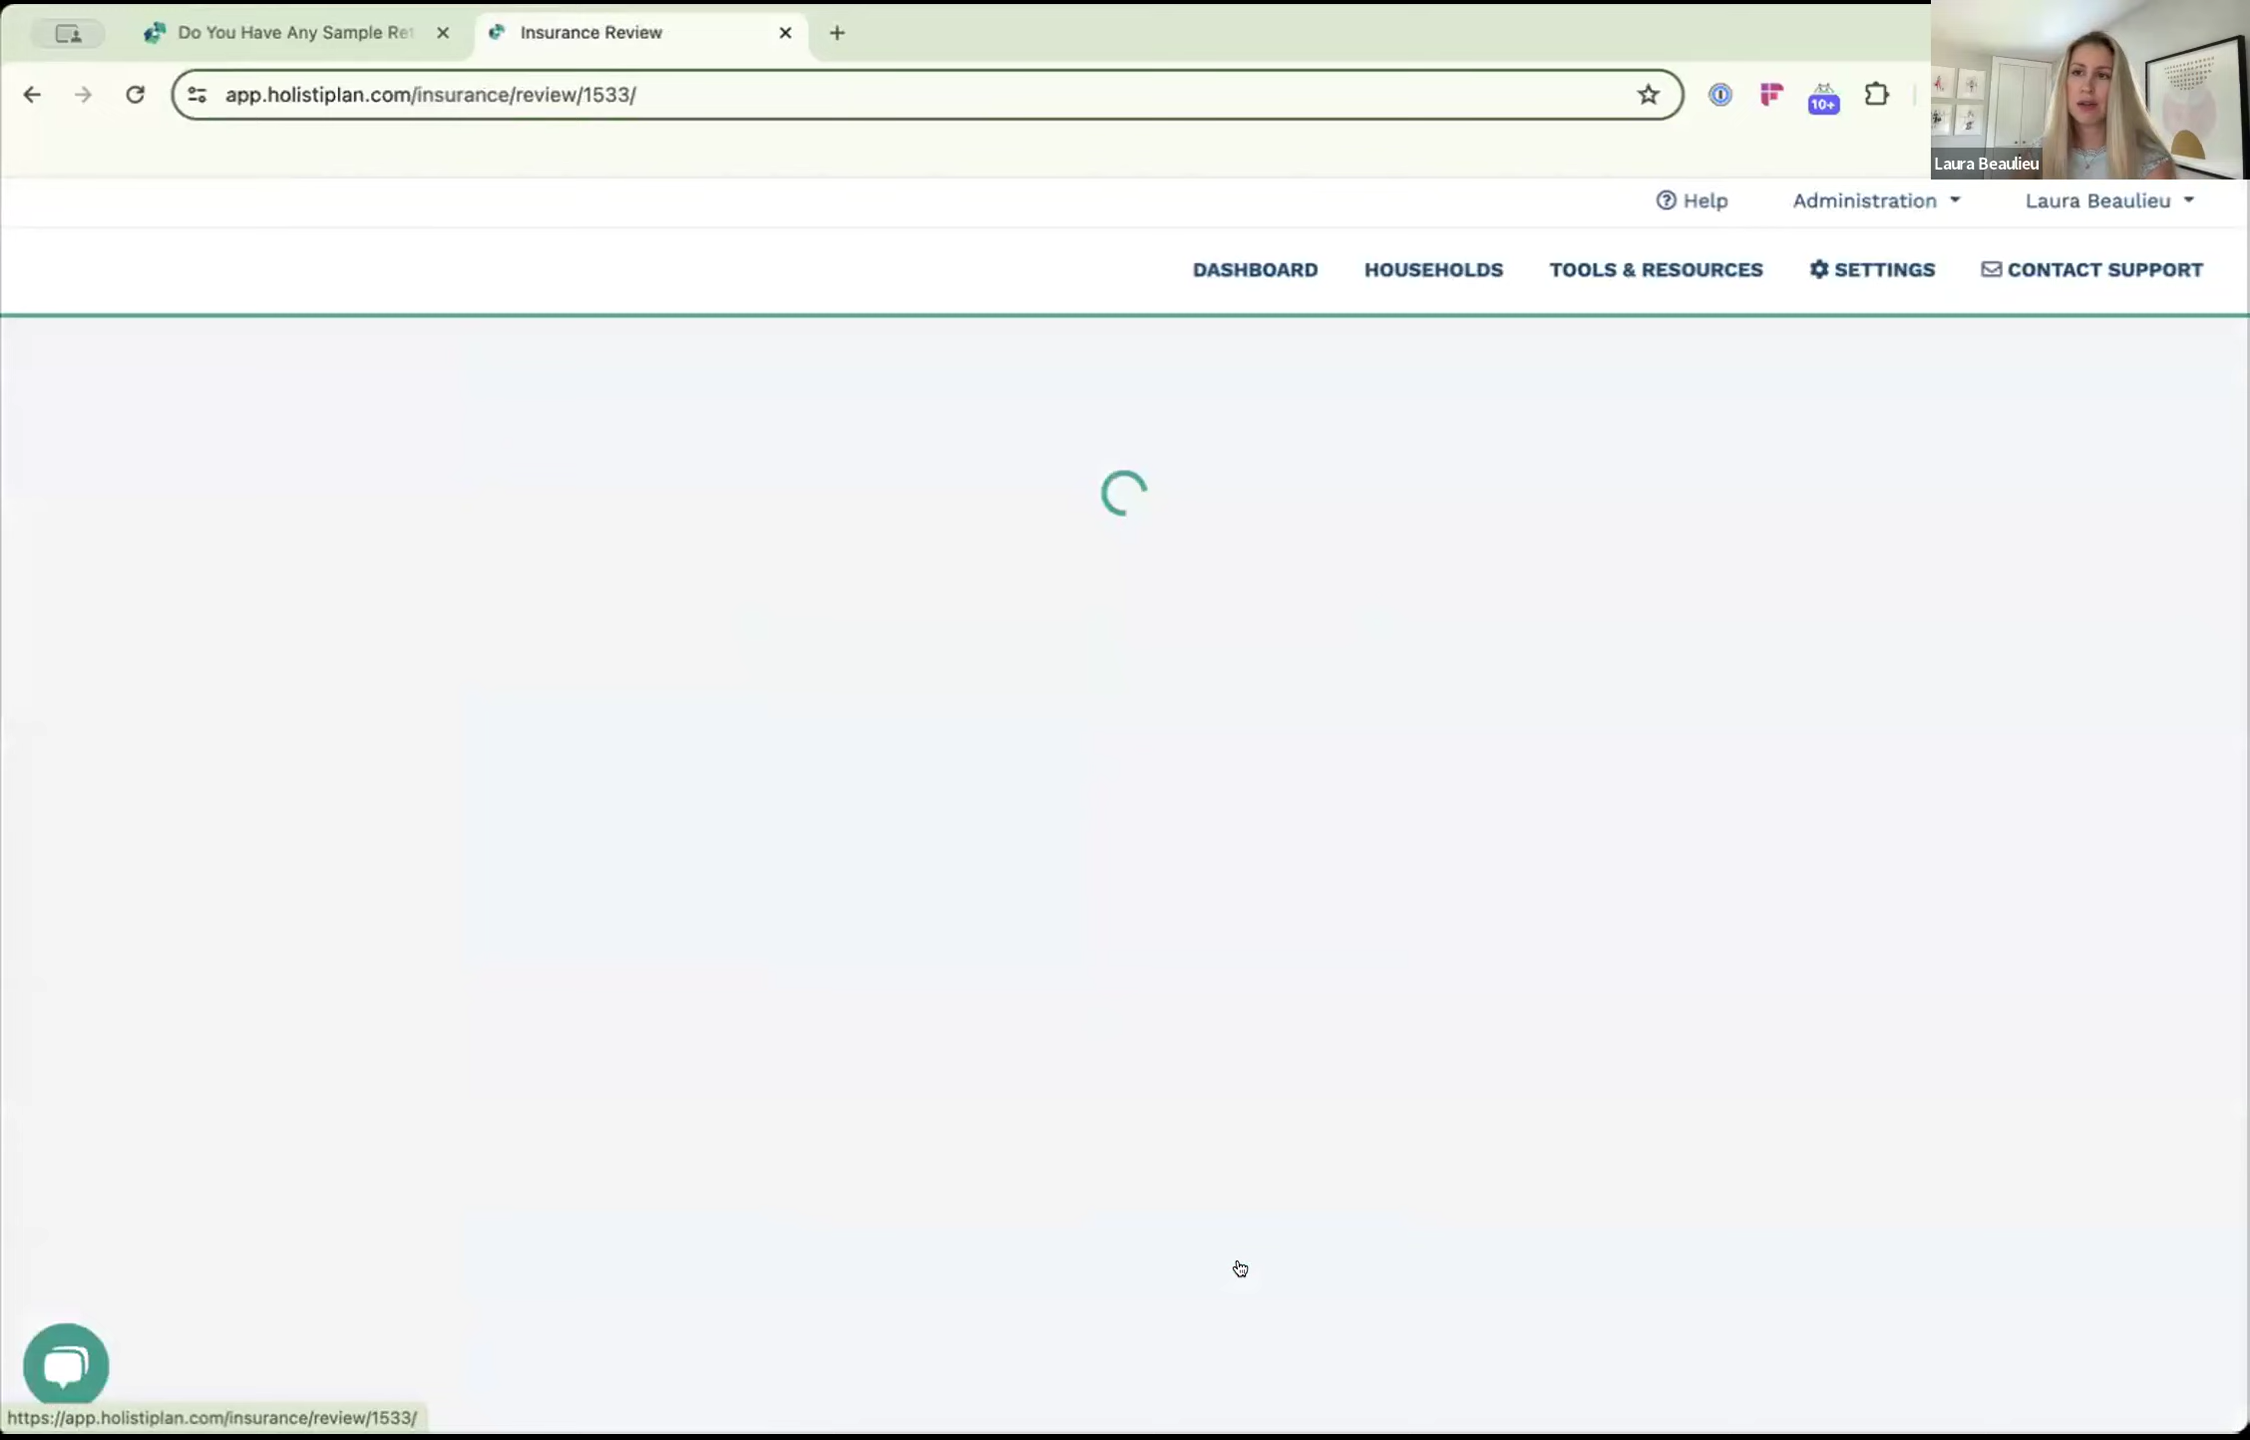 Do You Have Any Sample Ret
Insurance Review
app.holistiplan.com/insurance/review/1533/
10+
Laura Beaulieu
Help
Administration
Laura Beaulieu
DASHBOARD
HOUSEHOLDS
TOOLS & RESOURCES
SETTINGS
CONTACT SUPPORT
https://app.holistiplan.com/insurance/review/1533/